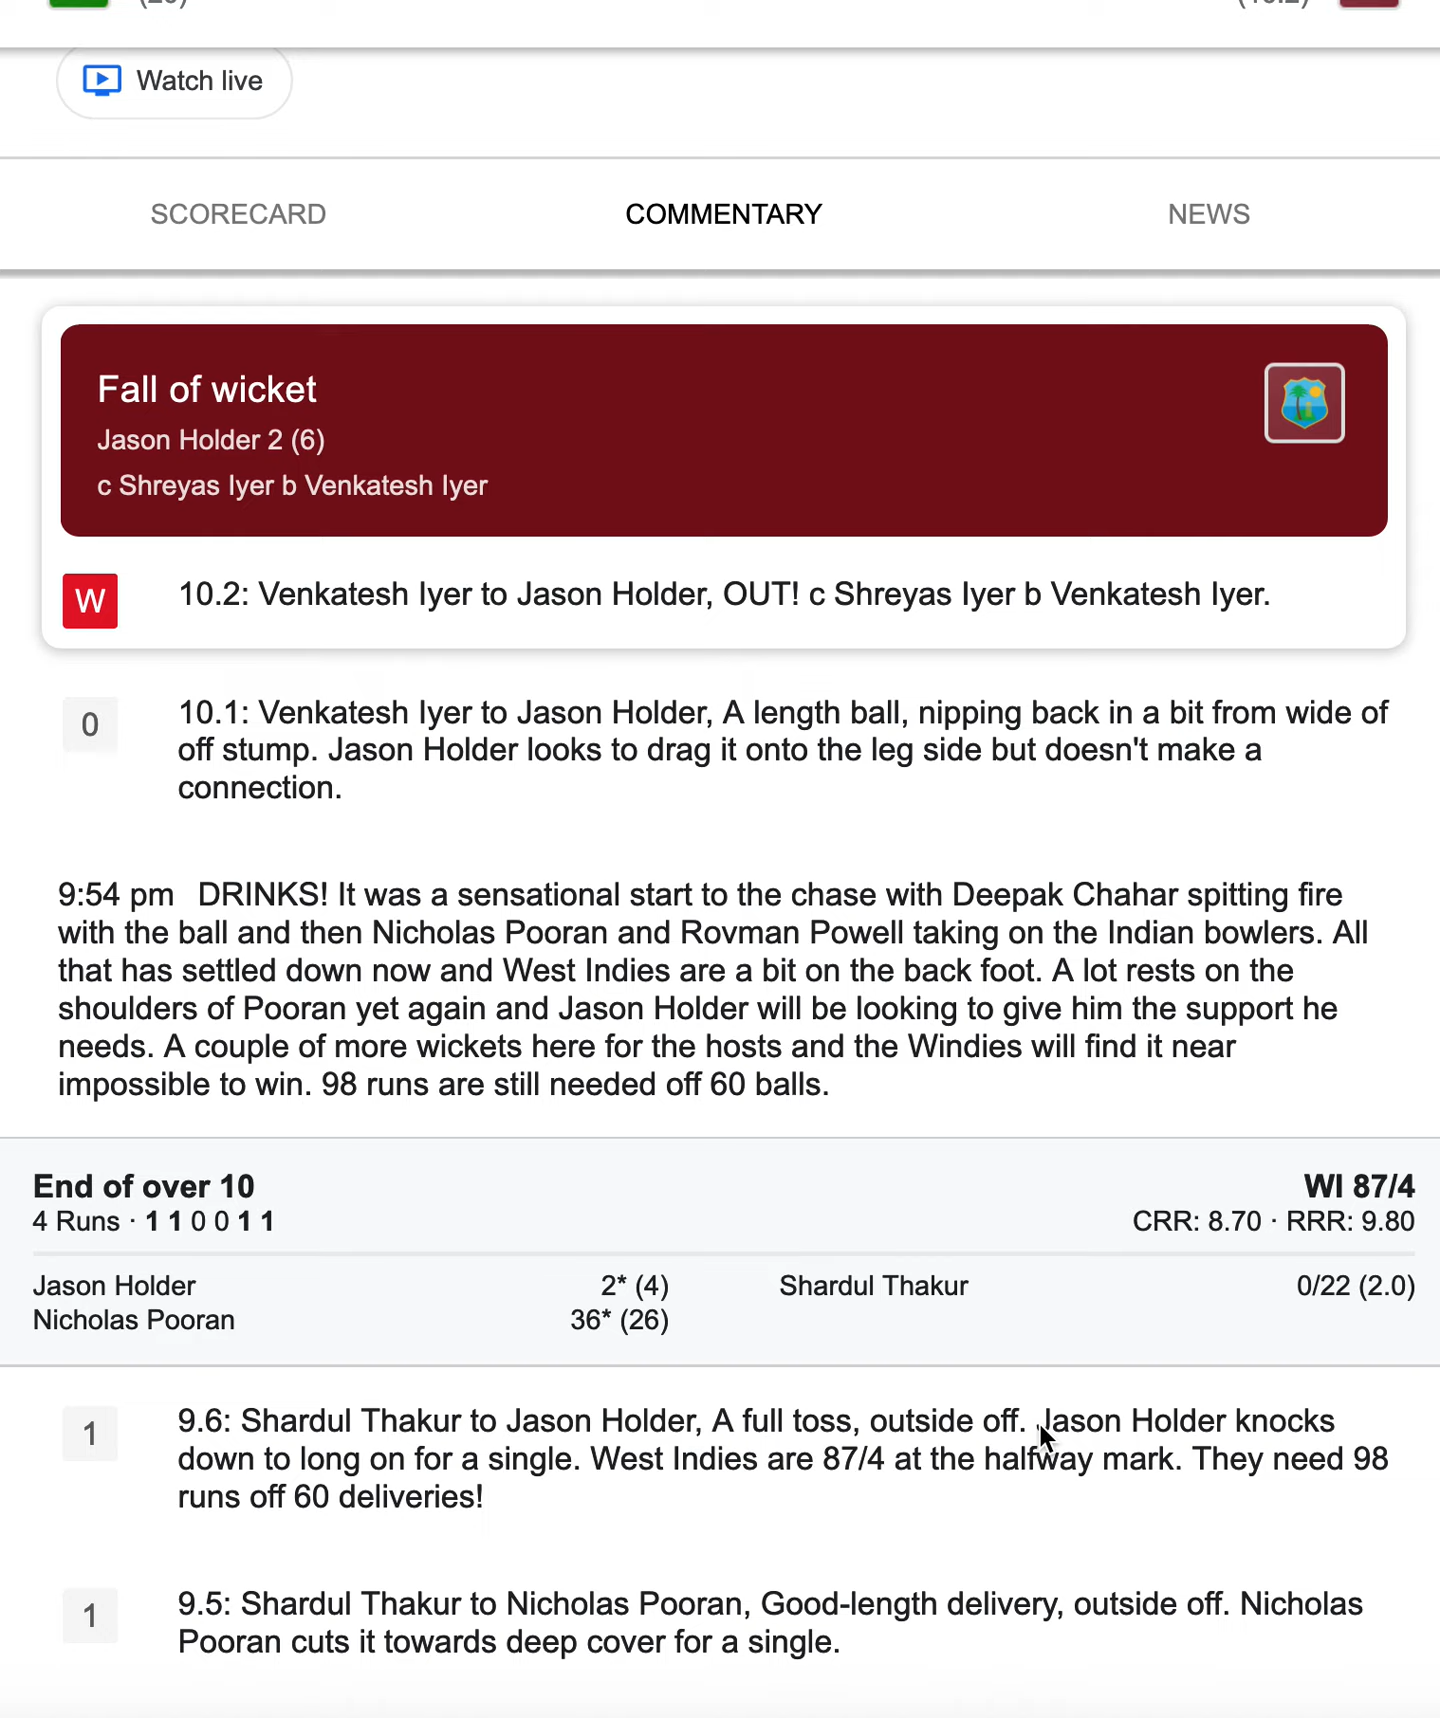 Watch live
SCORECARD
COMMENTARY
NEWS
Fall of wicket
Jason Holder 2 (6)
c Shreyas Iyer b Venkatesh Iyer
W
10.2: Venkatesh Iyer to Jason Holder, OUT! c Shreyas Iyer b Venkatesh Iyer.
0
10.1: Venkatesh Iyer to Jason Holder, A length ball, nipping back in a bit from wide of
off stump. Jason Holder looks to drag it onto the leg side but doesn't make a
connection.
9:54 pm DRINKS! It was a sensational start to the chase with Deepak Chahar spitting fire
with the ball and then Nicholas Pooran and Rovman Powell taking on the Indian bowlers. All
that has settled down now and West Indies are a bit on the back foot. A lot rests on the
shoulders of Pooran yet again and Jason Holder will be looking to give him the support he
needs. A couple of more wickets here for the hosts and the Windies will find it near
impossible to win. 98 runs are still needed off 60 balls.
End of over 10
WI 87/4
4 Runs · 1 1 0 0 1 1
CRR: 8.70 · RRR: 9.80
Jason Holder 2* (4)
Shardul Thakur 0/22 (2.0)
Nicholas Pooran 36* (26)
1
9.6: Shardul Thakur to Jason Holder, A full toss, outside off. Jason Holder knocks
down to long on for a single. West Indies are 87/4 at the halfway mark. They need 98
runs off 60 deliveries!
1
9.5: Shardul Thakur to Nicholas Pooran, Good-length delivery, outside off. Nicholas
Pooran cuts it towards deep cover for a single.